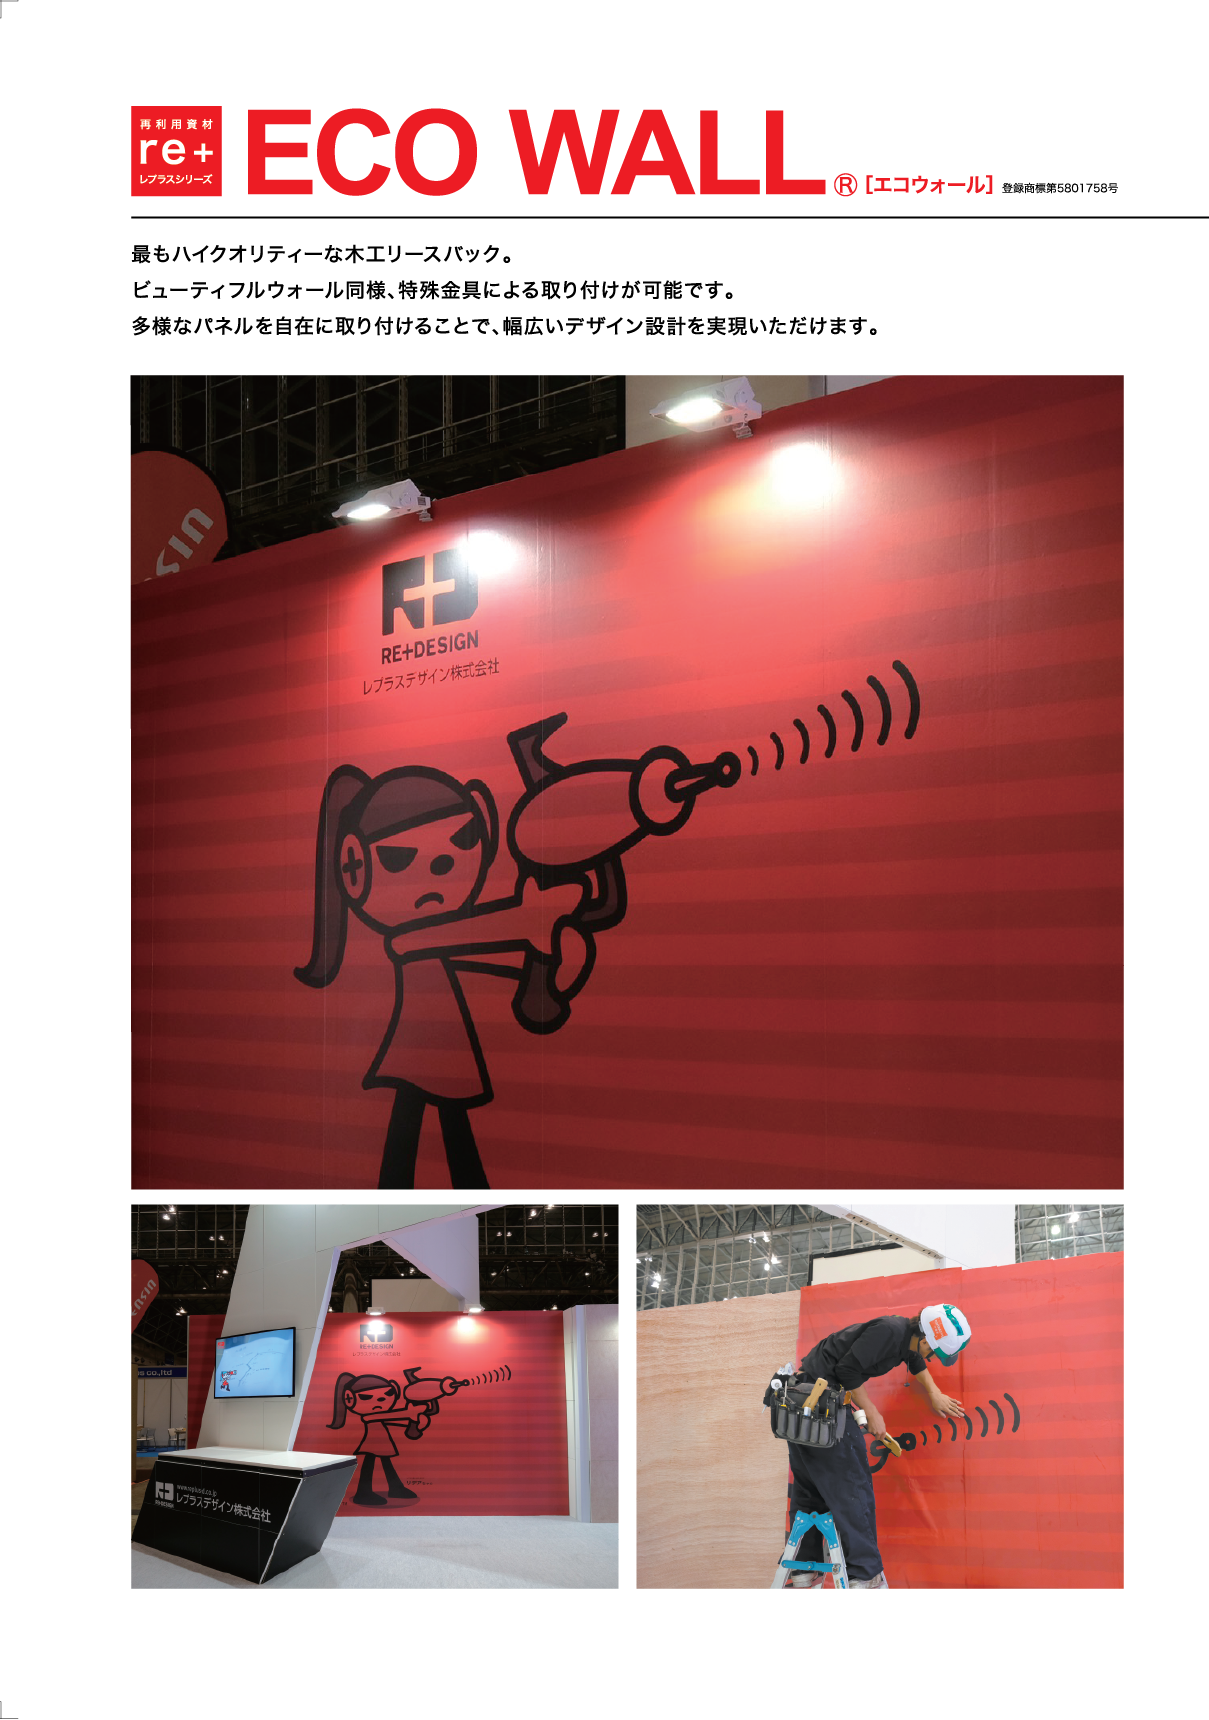 再利用資材
re+
レプラスシリーズ
ECO WALL® [エコウォール] 登録商標第5801758号
最もハイクオリティーな木工リースバック。
ビューティフルウォール同様、特殊金具による取り付けが可能です。
多様なパネルを自在に取り付けることで、幅広いデザイン設計を実現いただけます。
RE+DESIGN
レプラスデザイン株式会社
RE+DESIGN
レプラスデザイン株式会社
s co.,ltd
www.replusd.co.jp
レプラスデザイン株式会社
RE+DESIGN